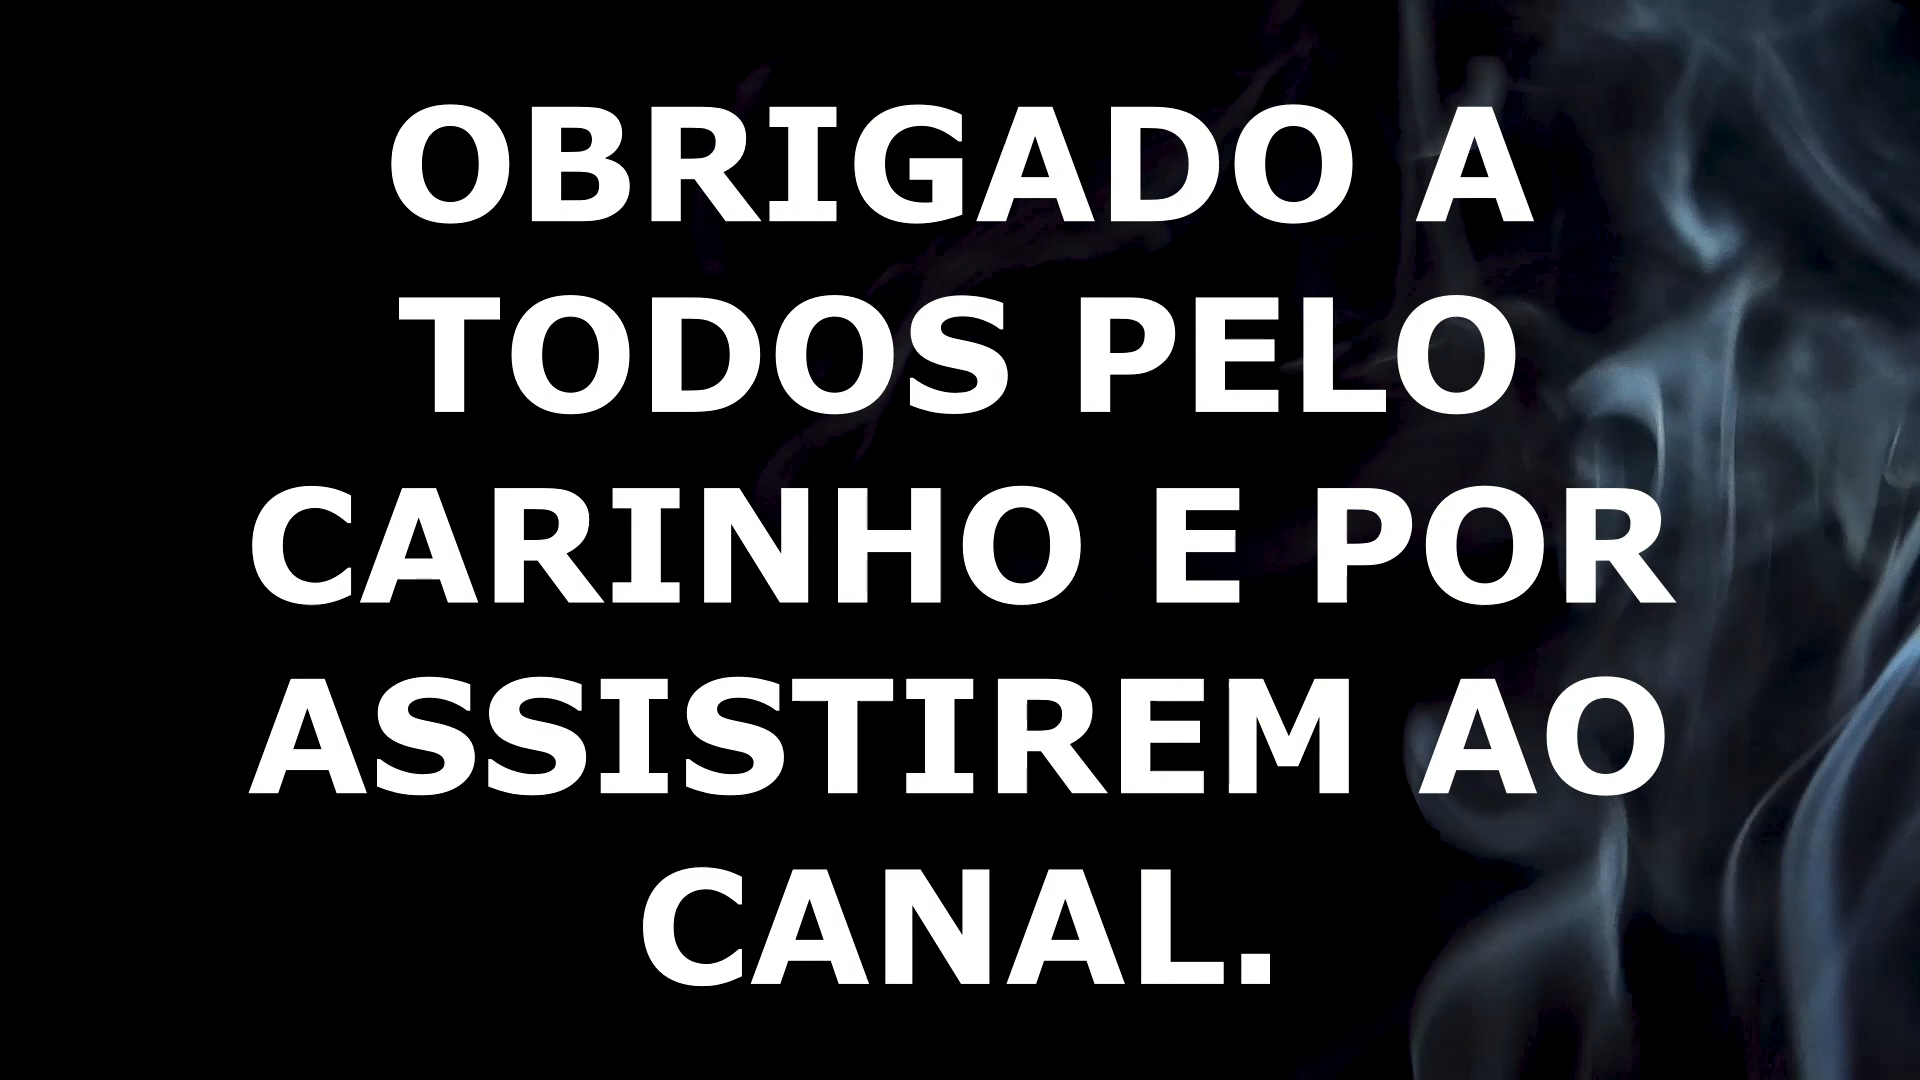 OBRIGADO A
TODOS PELO
CARINHO E POR
ASSISTIREM AO
CANAL.